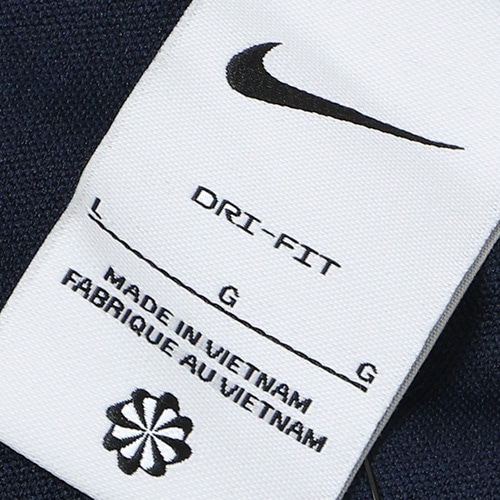 DRI-FIT
L G G
MADE IN VIETNAM
FABRIQUE AU VIETNAM